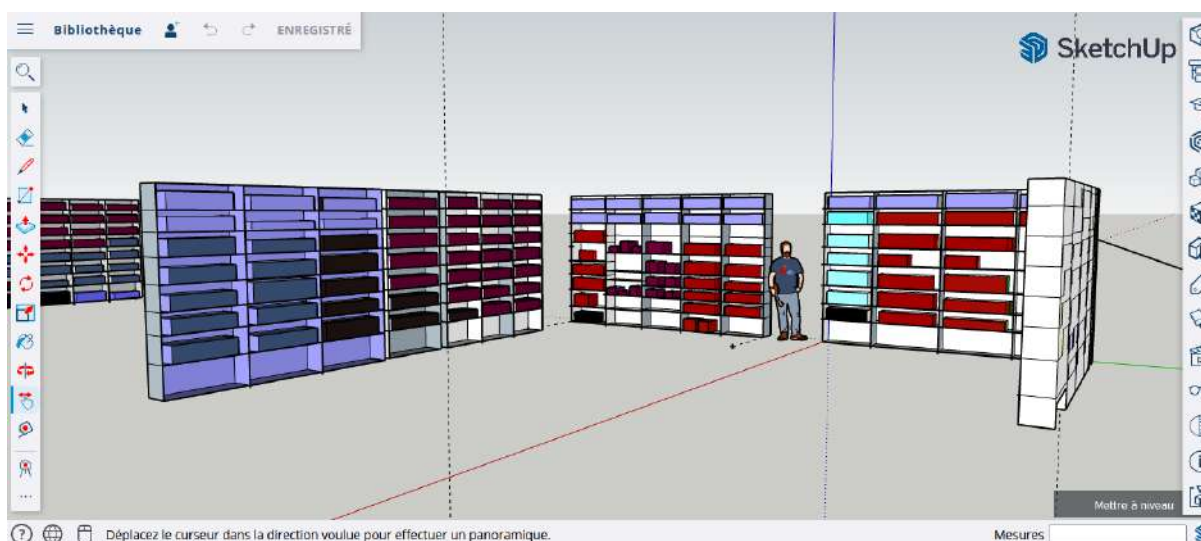 Bibliothèque ENREGISTRÉ
SketchUp
Mettre à niveau
Déplacez le curseur dans la direction voulue pour effectuer un panoramique.
Mesures